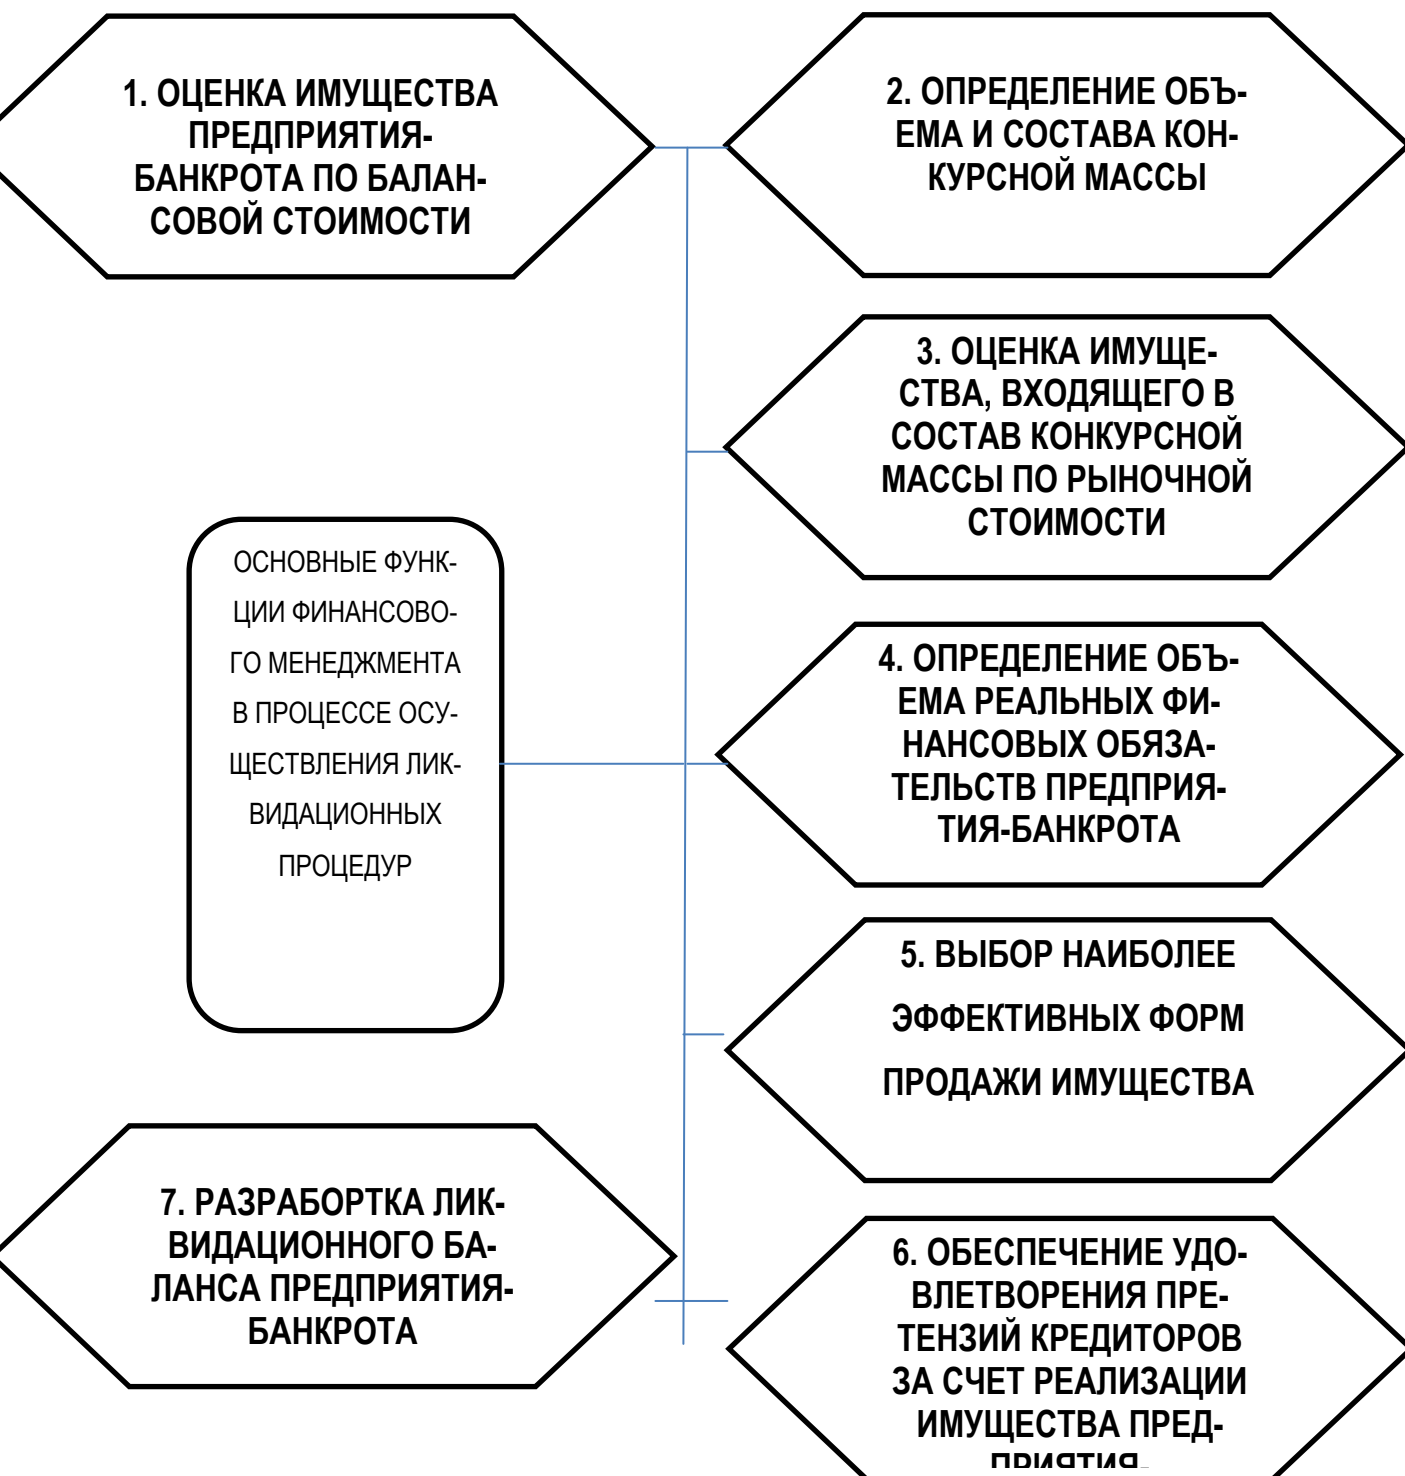 1. ОЦЕНКА ИМУЩЕСТВА
ПРЕДПРИЯТИЯ-
БАНКРОТА ПО БАЛАН-
СОВОЙ СТОИМОСТИ
2. ОПРЕДЕЛЕНИЕ ОБЪ-
ЕМА И СОСТАВА КОН-
КУРСНОЙ МАССЫ
3. ОЦЕНКА ИМУЩЕ-
СТВА, ВХОДЯЩЕГО В
СОСТАВ КОНКУРСНОЙ
МАССЫ ПО РЫНОЧНОЙ
СТОИМОСТИ
ОСНОВНЫЕ ФУНК-
ЦИИ ФИНАНСОВО-
ГО МЕНЕДЖМЕНТА
В ПРОЦЕССЕ ОСУ-
ЩЕСТВЛЕНИЯ ЛИК-
ВИДАЦИОННЫХ
ПРОЦЕДУР
4. ОПРЕДЕЛЕНИЕ ОБЪ-
ЕМА РЕАЛЬНЫХ ФИ-
НАНСОВЫХ ОБЯЗА-
ТЕЛЬСТВ ПРЕДПРИЯ-
ТИЯ-БАНКРОТА
5. ВЫБОР НАИБОЛЕЕ
ЭФФЕКТИВНЫХ ФОРМ
ПРОДАЖИ ИМУЩЕСТВА
7. РАЗРАБОРТКА ЛИК-
ВИДАЦИОННОГО БА-
ЛАНСА ПРЕДПРИЯТИЯ-
БАНКРОТА
6. ОБЕСПЕЧЕНИЕ УДО-
ВЛЕТВОРЕНИЯ ПРЕ-
ТЕНЗИЙ КРЕДИТОРОВ
ЗА СЧЕТ РЕАЛИЗАЦИИ
ИМУЩЕСТВА ПРЕД-
ПРИЯТИЯ-